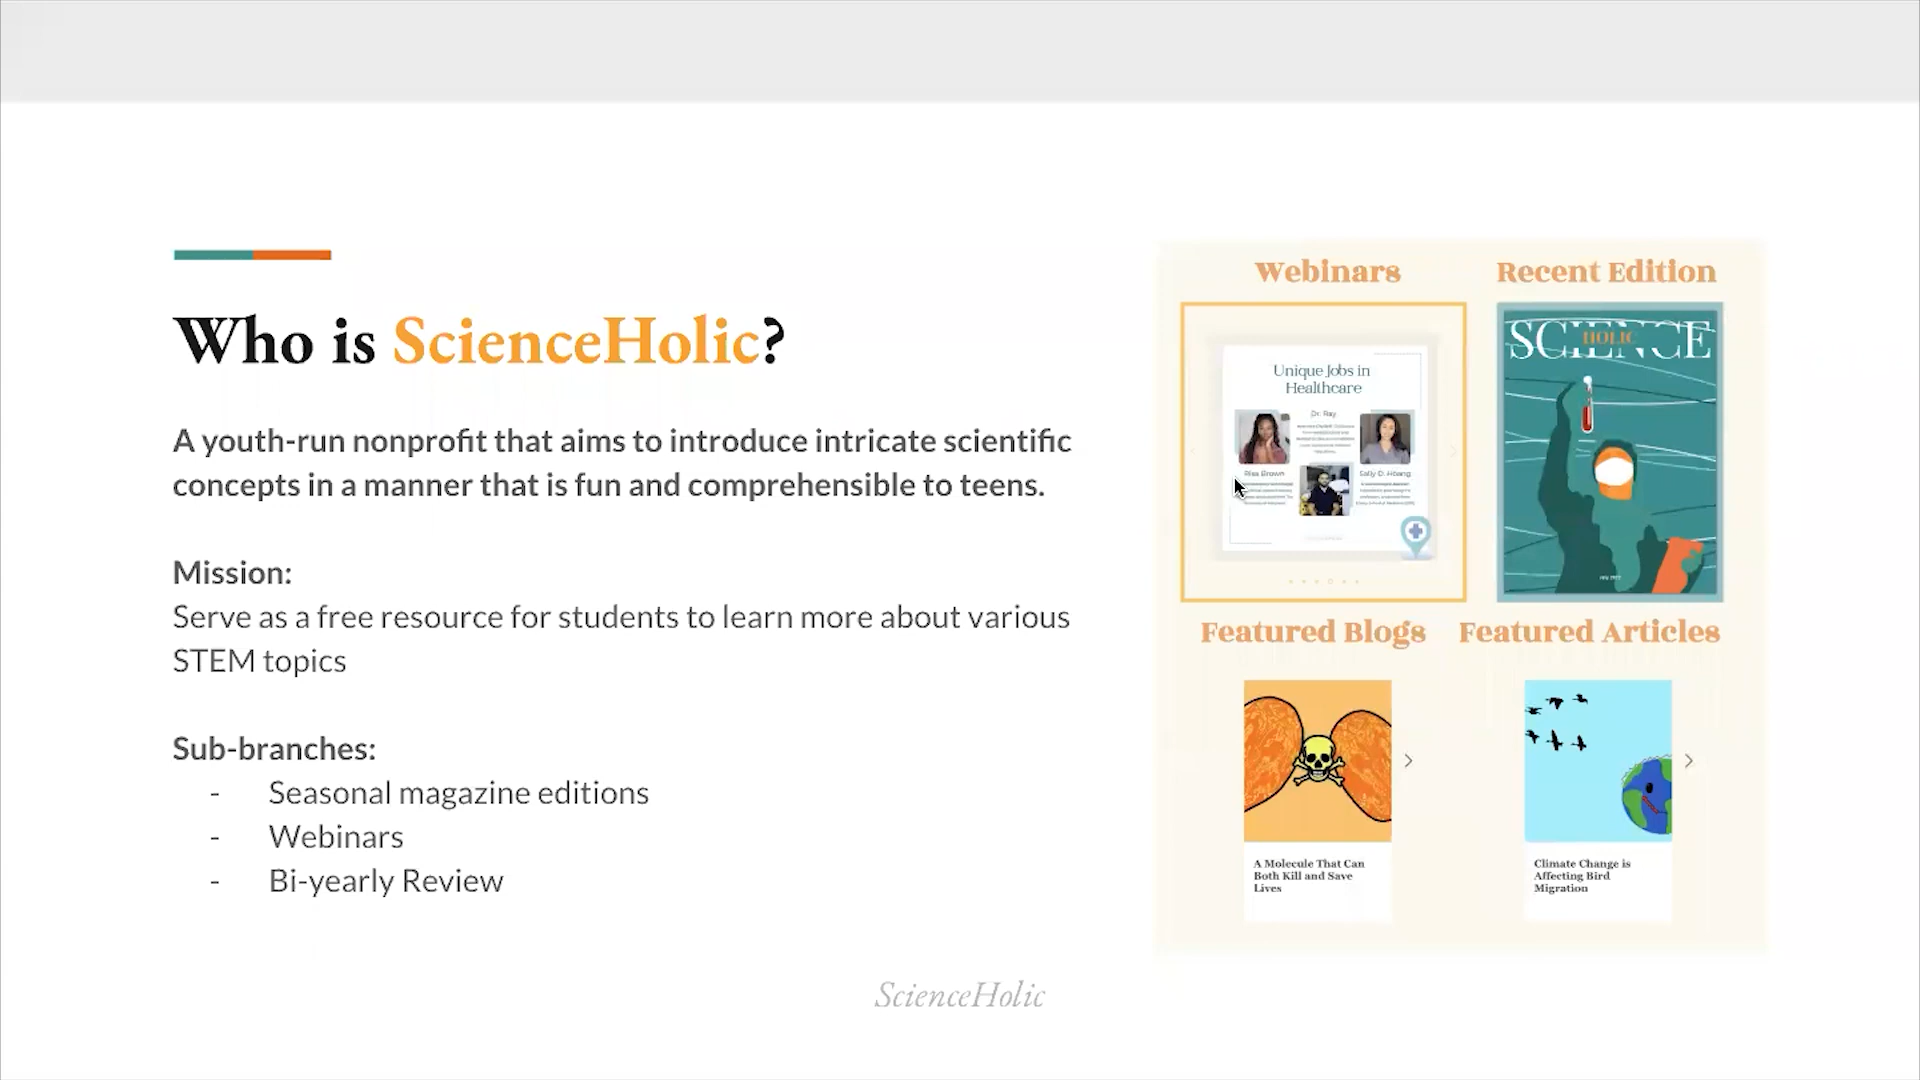 Who is ScienceHolic?
A youth-run nonprofit that aims to introduce intricate scientific
concepts in a manner that is fun and comprehensible to teens.
Mission:
Serve as a free resource for students to learn more about various
STEM topics
Sub-branches:
- Seasonal magazine editions
- Webinars
- Bi-yearly Review
Webinars
Unique Jobs in
Healthcare
Dr. Ray
Risa Brown
Sally D. Hoang
Recent Edition
SCIENCE
HOLIC
Featured Blogs
A Molecule That Can
Both Kill and Save
Lives
Featured Articles
Climate Change is
Affecting Bird
Migration
ScienceHolic